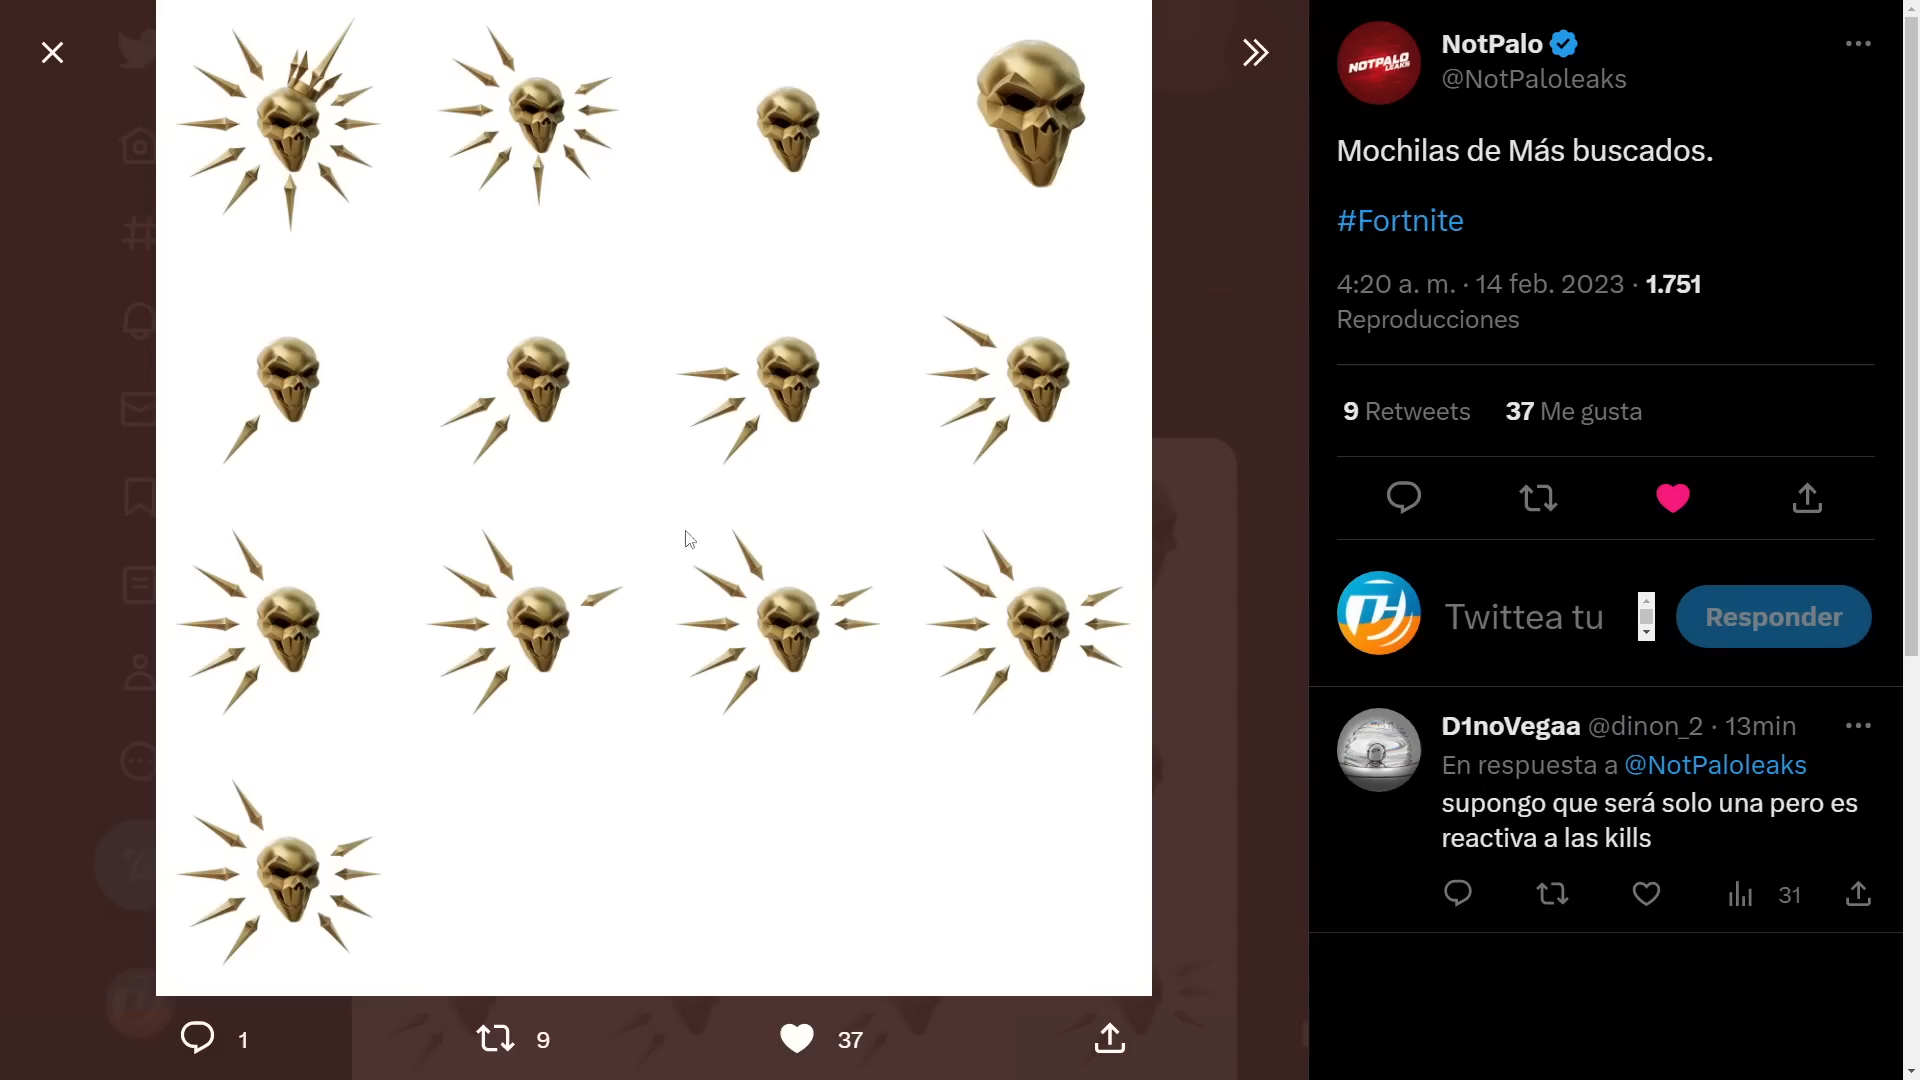 NOTPALO
LEAKS
NotPalo
@NotPaloleaks
Mochilas de Más buscados.
#Fortnite
4:20 a. m. · 14 feb. 2023 · 1.751
Reproducciones
9 Retweets 37 Me gusta
Twittea tu
Responder
D1noVegaa @dinon_2 · 13min
En respuesta a @NotPaloleaks
supongo que será solo una pero es
reactiva a las kills
31
1 9 37